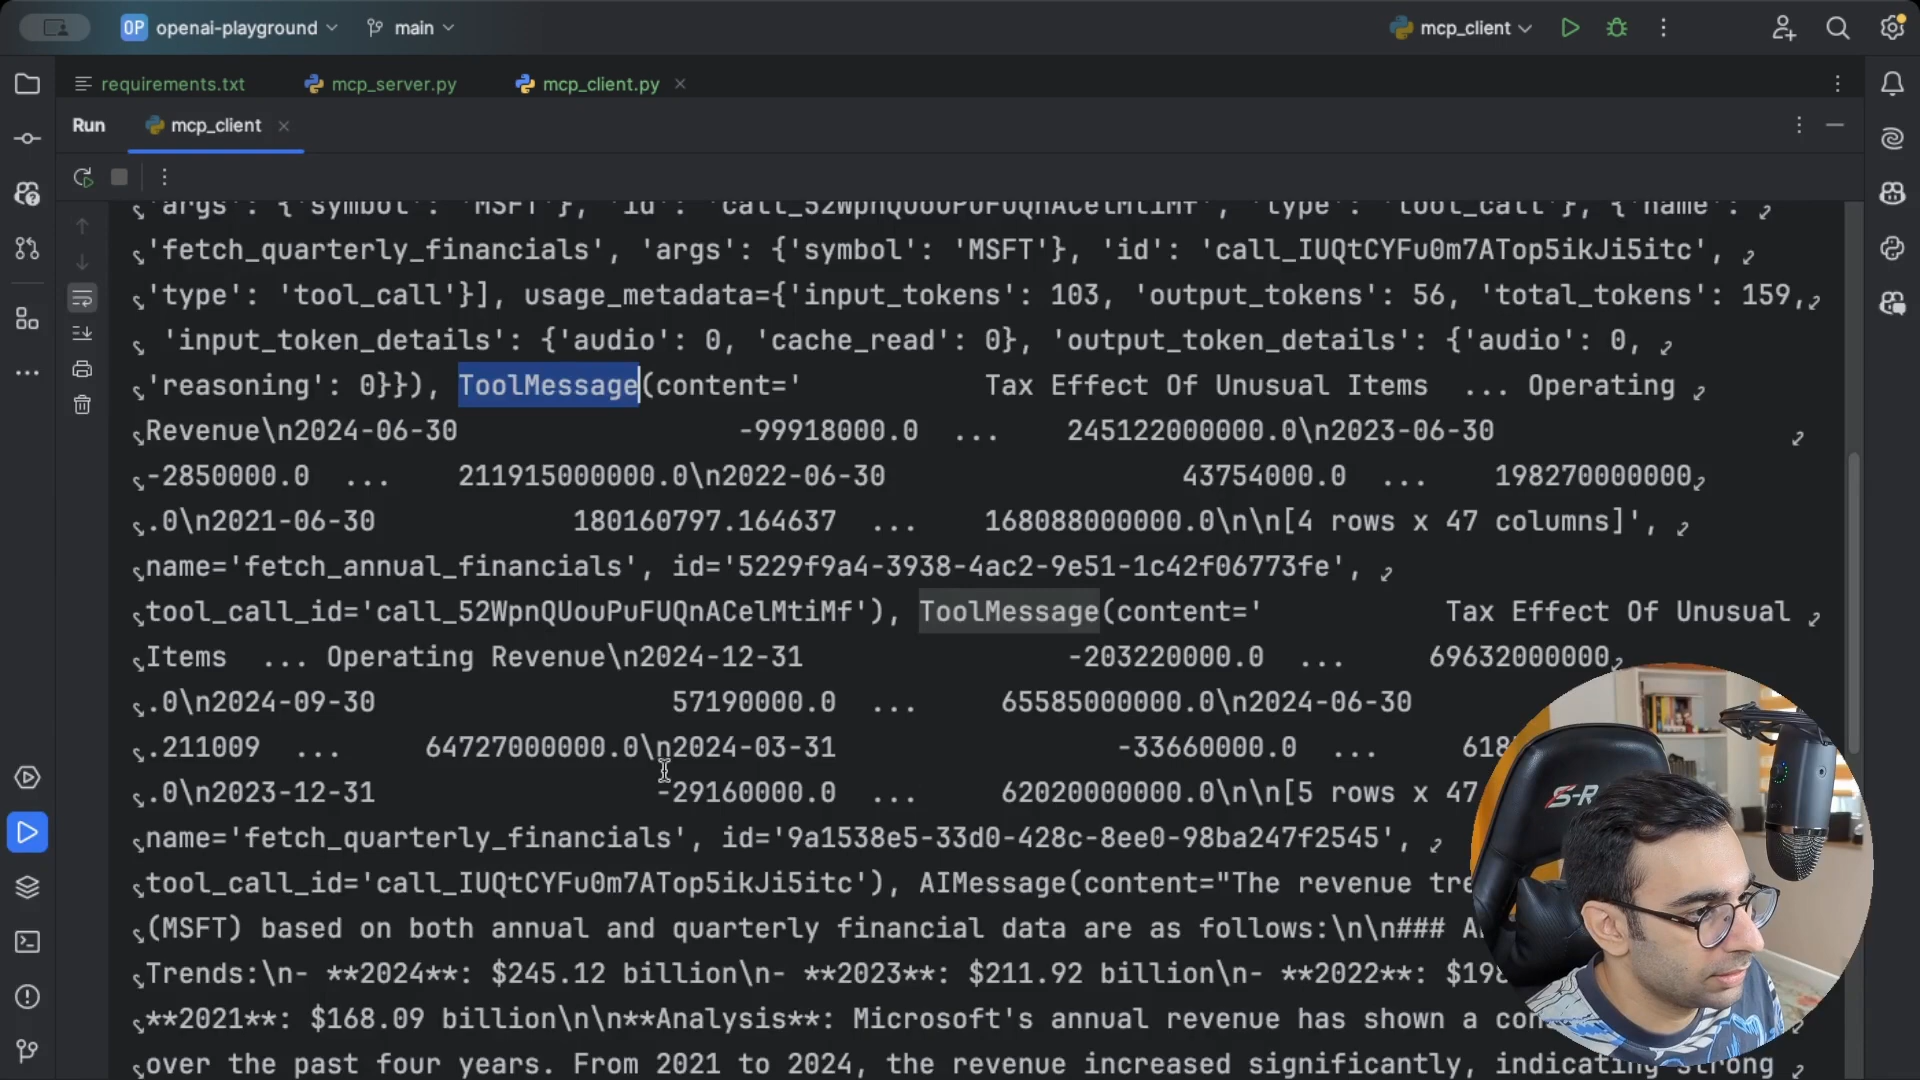 OP openai-playground main mcp_client
requirements.txt mcp_server.py mcp_client.py
Run mcp_client
'args': {'symbol': 'MSFT'}, 'id': 'call_52WpnQUouPuFUQnACelMtiMf', 'type': 'tool_call'}, {'name':
'fetch_quarterly_financials', 'args': {'symbol': 'MSFT'}, 'id': 'call_IUQtCYFu0m7ATop5ikJi5itc',
'type': 'tool_call'}], usage_metadata={'input_tokens': 103, 'output_tokens': 56, 'total_tokens': 159,
'input_token_details': {'audio': 0, 'cache_read': 0}, 'output_token_details': {'audio': 0,
'reasoning': 0}}), ToolMessage(content=' Tax Effect Of Unusual Items ... Operating
Revenue\n2024-06-30 -99918000.0 ... 245122000000.0\n2023-06-30
-2850000.0 ... 211915000000.0\n2022-06-30 43754000.0 ... 198270000000
.0\n2021-06-30 180160797.164637 ... 168088000000.0\n\n[4 rows x 47 columns]',
name='fetch_annual_financials', id='5229f9a4-3938-4ac2-9e51-1c42f06773fe',
tool_call_id='call_52WpnQUouPuFUQnACelMtiMf'), ToolMessage(content=' Tax Effect Of Unusual
Items ... Operating Revenue\n2024-12-31 -203220000.0 ... 69632000000
.0\n2024-09-30 57190000.0 ... 65585000000.0\n2024-06-30
.211009 ... 64727000000.0\n2024-03-31 -33660000.0 ... 
.0\n2023-12-31 -29160000.0 ... 62020000000.0\n\n[5 rows x 47
name='fetch_quarterly_financials', id='9a1538e5-33d0-428c-8ee0-98ba247f2545',
tool_call_id='call_IUQtCYFu0m7ATop5ikJi5itc'), AIMessage(content="The revenue
(MSFT) based on both annual and quarterly financial data are as follows:\n\n###
Trends:\n- **2024**: $245.12 billion\n- **2023**: $211.92 billion\n- **2022**:
**2021**: $168.09 billion\n\n**Analysis**: Microsoft's annual revenue has shown a
over the past four years. From 2021 to 2024, the revenue increased significantly, indicating strong